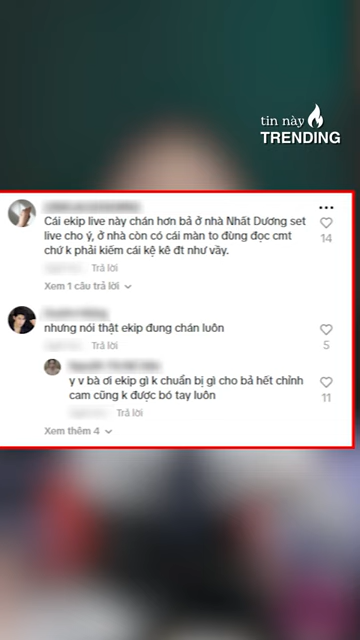 tin này
TRENDING
Cái ekip live này chán hơn bả ở nhà Nhất Dương set
live cho ý, ở nhà còn có cái màn to đùng đọc cmt
chứ k phải kiếm cái kệ kê đt như vầy.
14
Trả lời
Xem 1 câu trả lời
nhưng nói thật ekip đung chán luôn
5
Trả lời
y v bà ơi ekip gì k chuẩn bị gì cho bả hết chỉnh
cam cũng k được bó tay luôn
11
Trả lời
Xem thêm 4